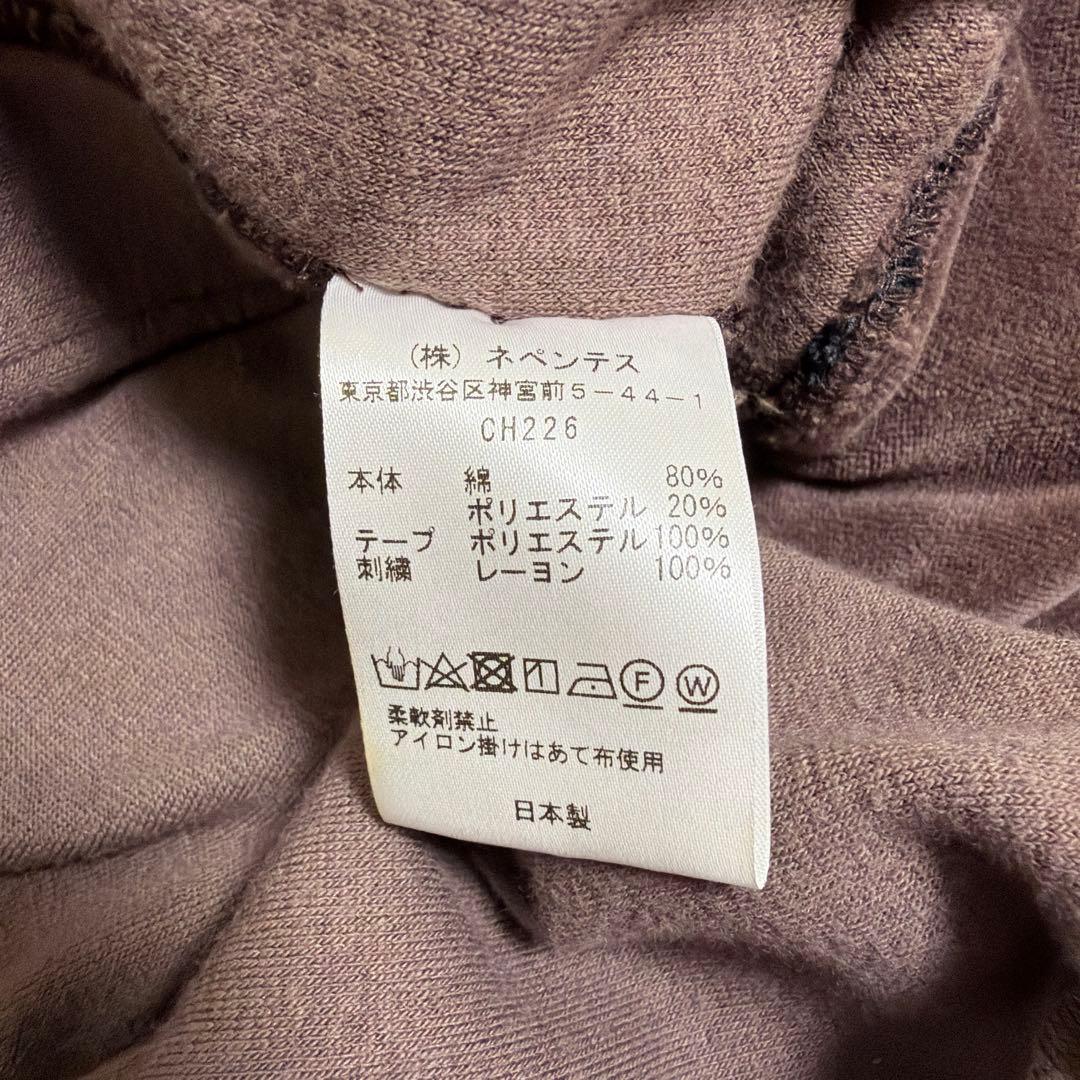 (株) ネペンテス
東京都渋谷区神宮前5-44-1
CH226
本体 綿 80%
ポリエステル 20%
テープ ポリエステル 100%
刺繍 レーヨン 100%
F W
柔軟剤禁止
アイロン掛けはあて布使用
日本製